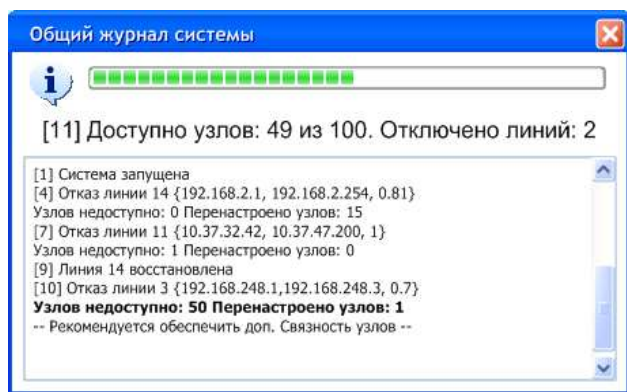 Общий журнал системы
[11] Доступно узлов: 49 из 100. Отключено линий: 2
[1] Система запущена
[4] Отказ линии 14 {192.168.2.1, 192.168.2.254, 0.81}
Узлов недоступно: 0 Перенастроено узлов: 15
[7] Отказ линии 11 {10.37.32.42, 10.37.47.200, 1}
Узлов недоступно: 1 Перенастроено узлов: 0
[9] Линия 14 восстановлена
[10] Отказ линии 3 {192.168.248.1,192.168.248.3, 0.7}
Узлов недоступно: 50 Перенастроено узлов: 1
-- Рекомендуется обеспечить доп. Связность узлов --